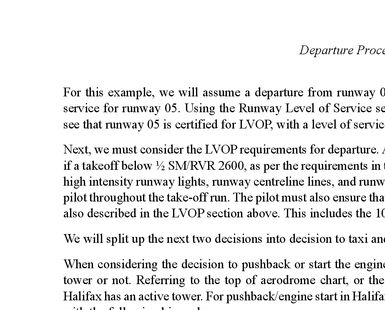 Departure Proce
For this example, we will assume a departure from runway 0
service for runway 05. Using the Runway Level of Service se
see that runway 05 is certified for LVOP, with a level of servic
Next, we must consider the LVOP requirements for departure. A
if a takeoff below ½ SM/RVR 2600, as per the requirements in t
high intensity runway lights, runway centreline lines, and runw
pilot throughout the take-off run. The pilot must also ensure tha
also described in the LVOP section above. This includes the 10
We will split up the next two decisions into decision to taxi and
When considering the decision to pushback or start the engine
tower or not. Referring to the top of aerodrome chart, or the
Halifax has an active tower. For pushback/engine start in Halifa